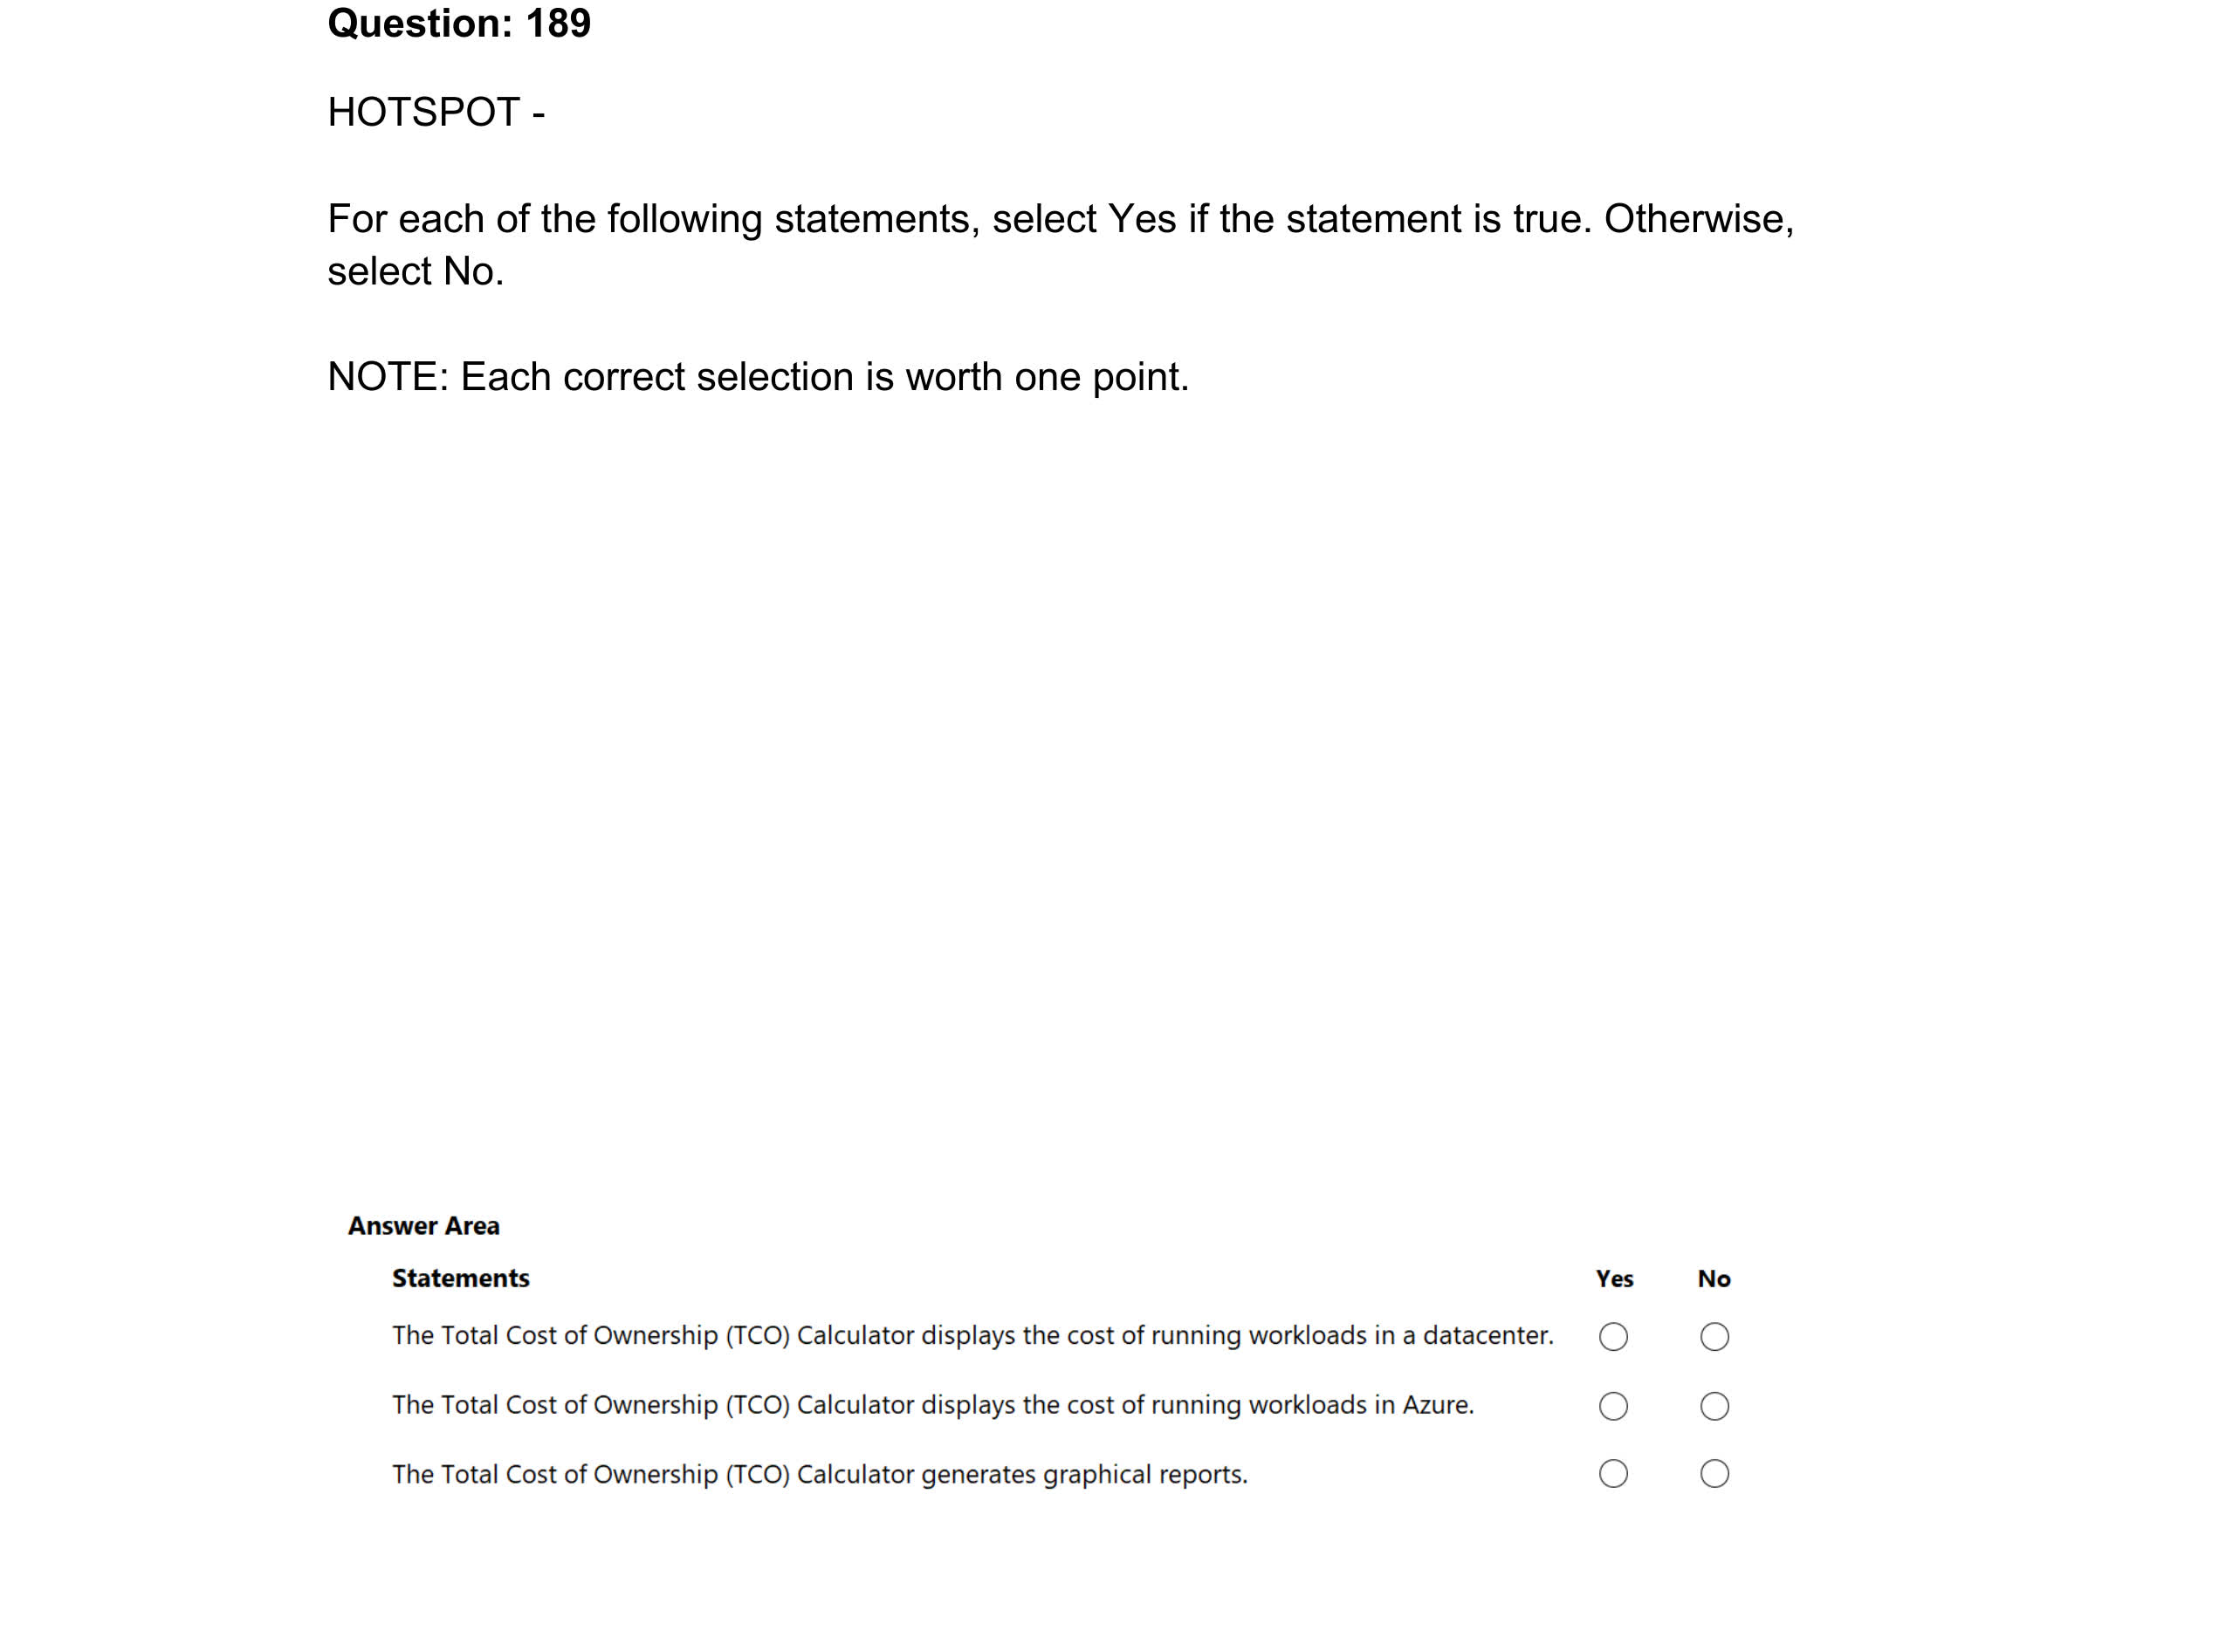 Question: 189
HOTSPOT -
For each of the following statements, select Yes if the statement is true. Otherwise,
select No.
NOTE: Each correct selection is worth one point.
Answer Area
Statements Yes No
The Total Cost of Ownership (TCO) Calculator displays the cost of running workloads in a datacenter.
The Total Cost of Ownership (TCO) Calculator displays the cost of running workloads in Azure.
The Total Cost of Ownership (TCO) Calculator generates graphical reports.